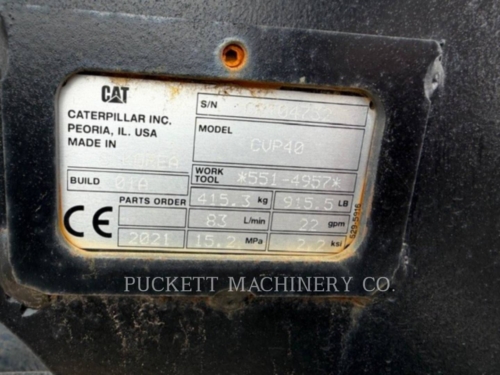 CAT
CATERPILLAR INC.
PEORIA, IL. USA
MADE IN
BUILD 01A
PARTS ORDER
CE
2021
S/N
MODEL
CVP40
WORK TOOL *551-4957*
415.3 kg 915.5 LB
83 L/min 22 gpm
15.2 MPa 2.2 ksi
PUCKETT MACHINERY CO.